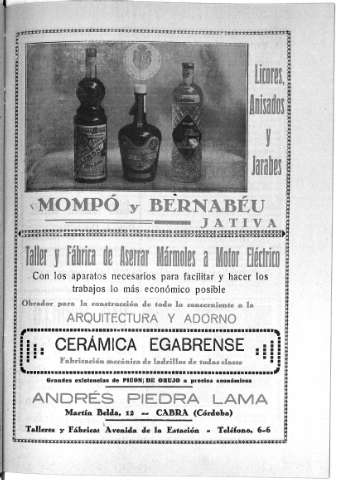 Licores,
Anisados
y
Jarabes
MOMPÓ y BERNABÉU
JATIVA
Taller y Fábrica de Aserrar Mármoles a Motor Eléctrico
Con los aparatos necesarios para facilitar y hacer los
trabajos lo más económico posible
Obrador para la construcción de todo lo concerniente a la
ARQUITECTURA Y ADORNO
CERÁMICA EGABRENSE
Fabricación mecánica de ladrillos de todas clases
Grandes existencias de PICON; DE ORUJO a precios económicos
ANDRÉS PIEDRA LAMA
Martín Belda, 12 -- CABRA (Córdoba)
Talleres y Fábrica: Avenida de la Estación - Teléfono, 6-6